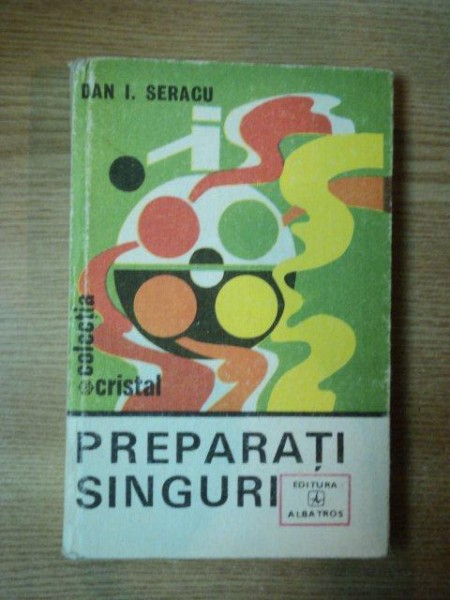 DAN I. SERACU
colecția
cristal
PREPARAȚI
SINGURI
EDITURA
ALBATROS